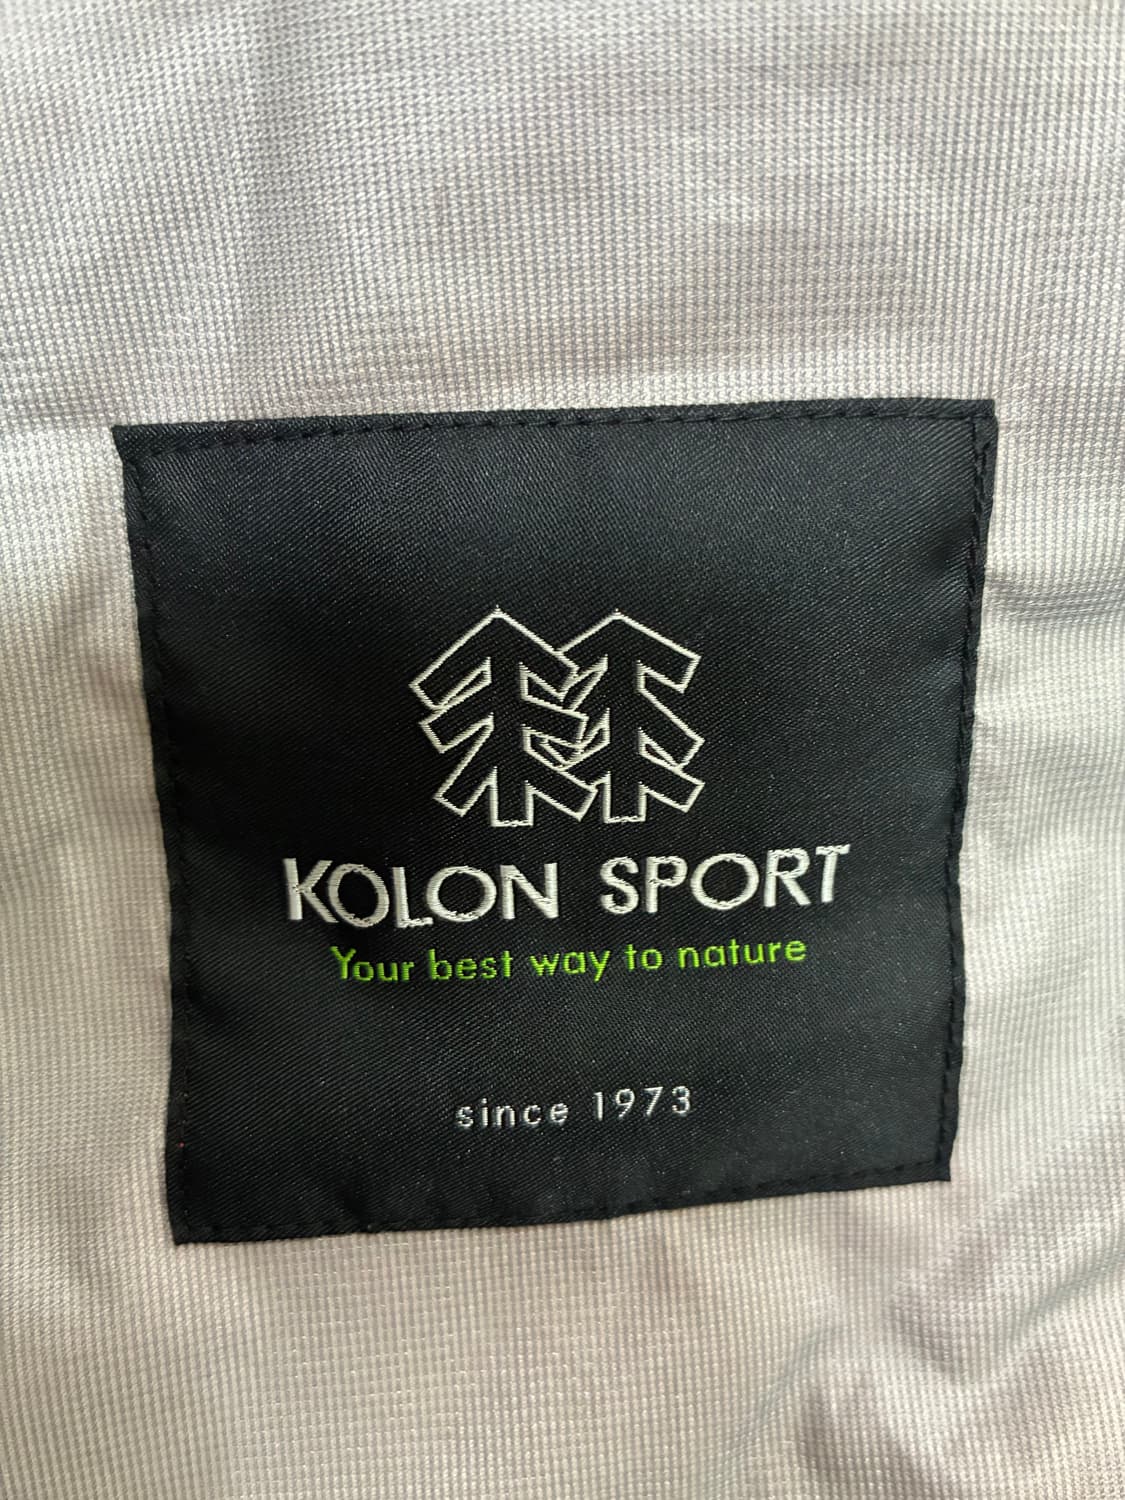 KOLON SPORT
Your best way to nature
since 1973